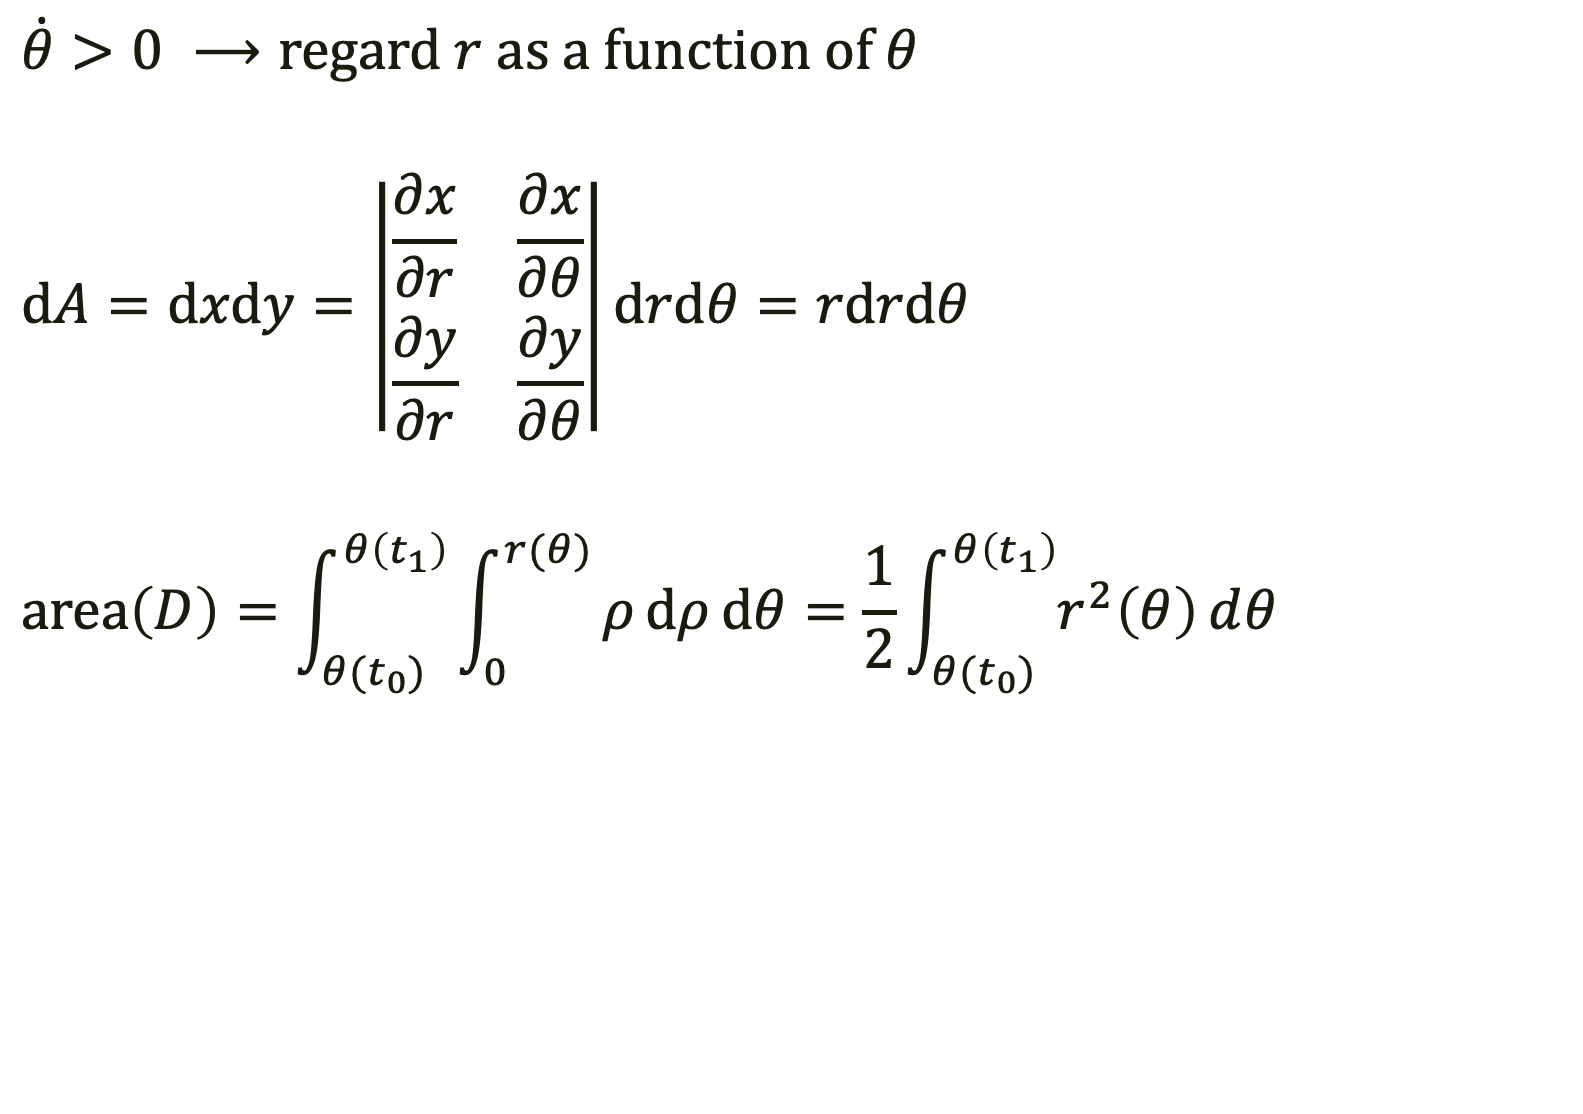 θ̇ > 0 ⟶ regard r as a function of θ
dA = dxdy = |∂x/∂r ∂x/∂θ; ∂y/∂r ∂y/∂θ| drdθ = rdrdθ
area(D) = ∫_{θ(t₀)}^{θ(t₁)} ∫_{0}^{r(θ)} ρ dρ dθ = 1/2 ∫_{θ(t₀)}^{θ(t₁)} r²(θ) dθ